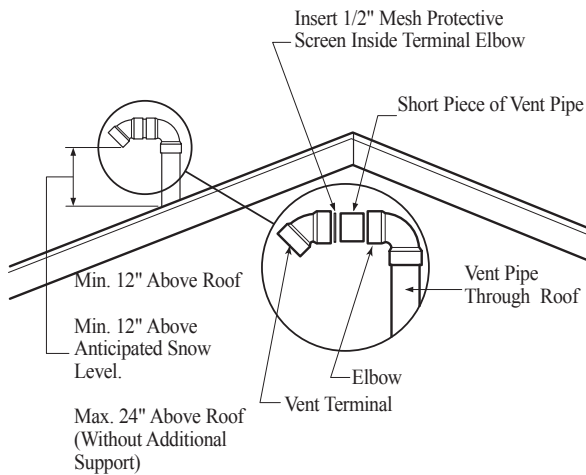 Insert 1/2" Mesh Protective
Screen Inside Terminal Elbow
Short Piece of Vent Pipe
Vent Pipe
Through Roof
Elbow
Vent Terminal
Min. 12" Above Roof
Min. 12" Above
Anticipated Snow
Level.
Max. 24" Above Roof
(Without Additional
Support)